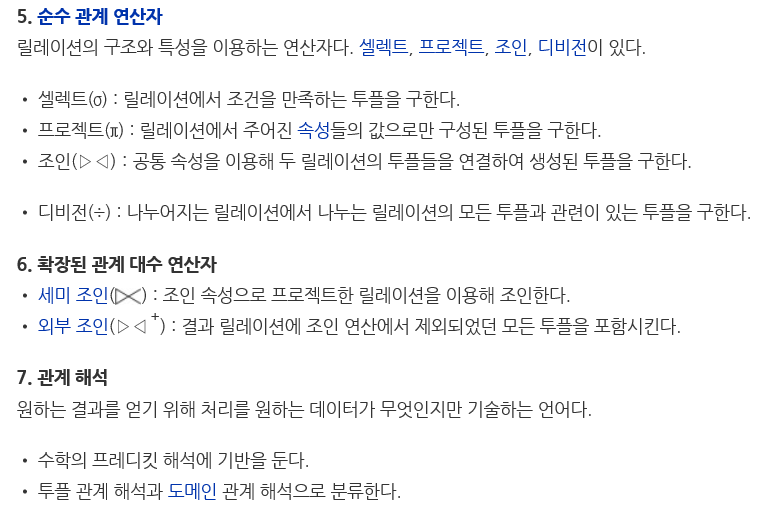 5. 순수 관계 연산자
릴레이션의 구조와 특성을 이용하는 연산자다. 셀렉트, 프로젝트, 조인, 디비전이 있다.
• 셀렉트(σ) : 릴레이션에서 조건을 만족하는 투플을 구한다.
• 프로젝트(π) : 릴레이션에서 주어진 속성들의 값으로만 구성된 투플을 구한다.
• 조인(▷◁) : 공통 속성을 이용해 두 릴레이션의 투플들을 연결하여 생성된 투플을 구한다.
• 디비전(÷) : 나누어지는 릴레이션에서 나누는 릴레이션의 모든 투플과 관련이 있는 투플을 구한다.
6. 확장된 관계 대수 연산자
• 세미 조인(⋈) : 조인 속성으로 프로젝트한 릴레이션을 이용해 조인한다.
• 외부 조인(▷◁⁺) : 결과 릴레이션에 조인 연산에서 제외되었던 모든 투플을 포함시킨다.
7. 관계 해석
원하는 결과를 얻기 위해 처리를 원하는 데이터가 무엇인지만 기술하는 언어다.
• 수학의 프레디킷 해석에 기반을 둔다.
• 투플 관계 해석과 도메인 관계 해석으로 분류한다.